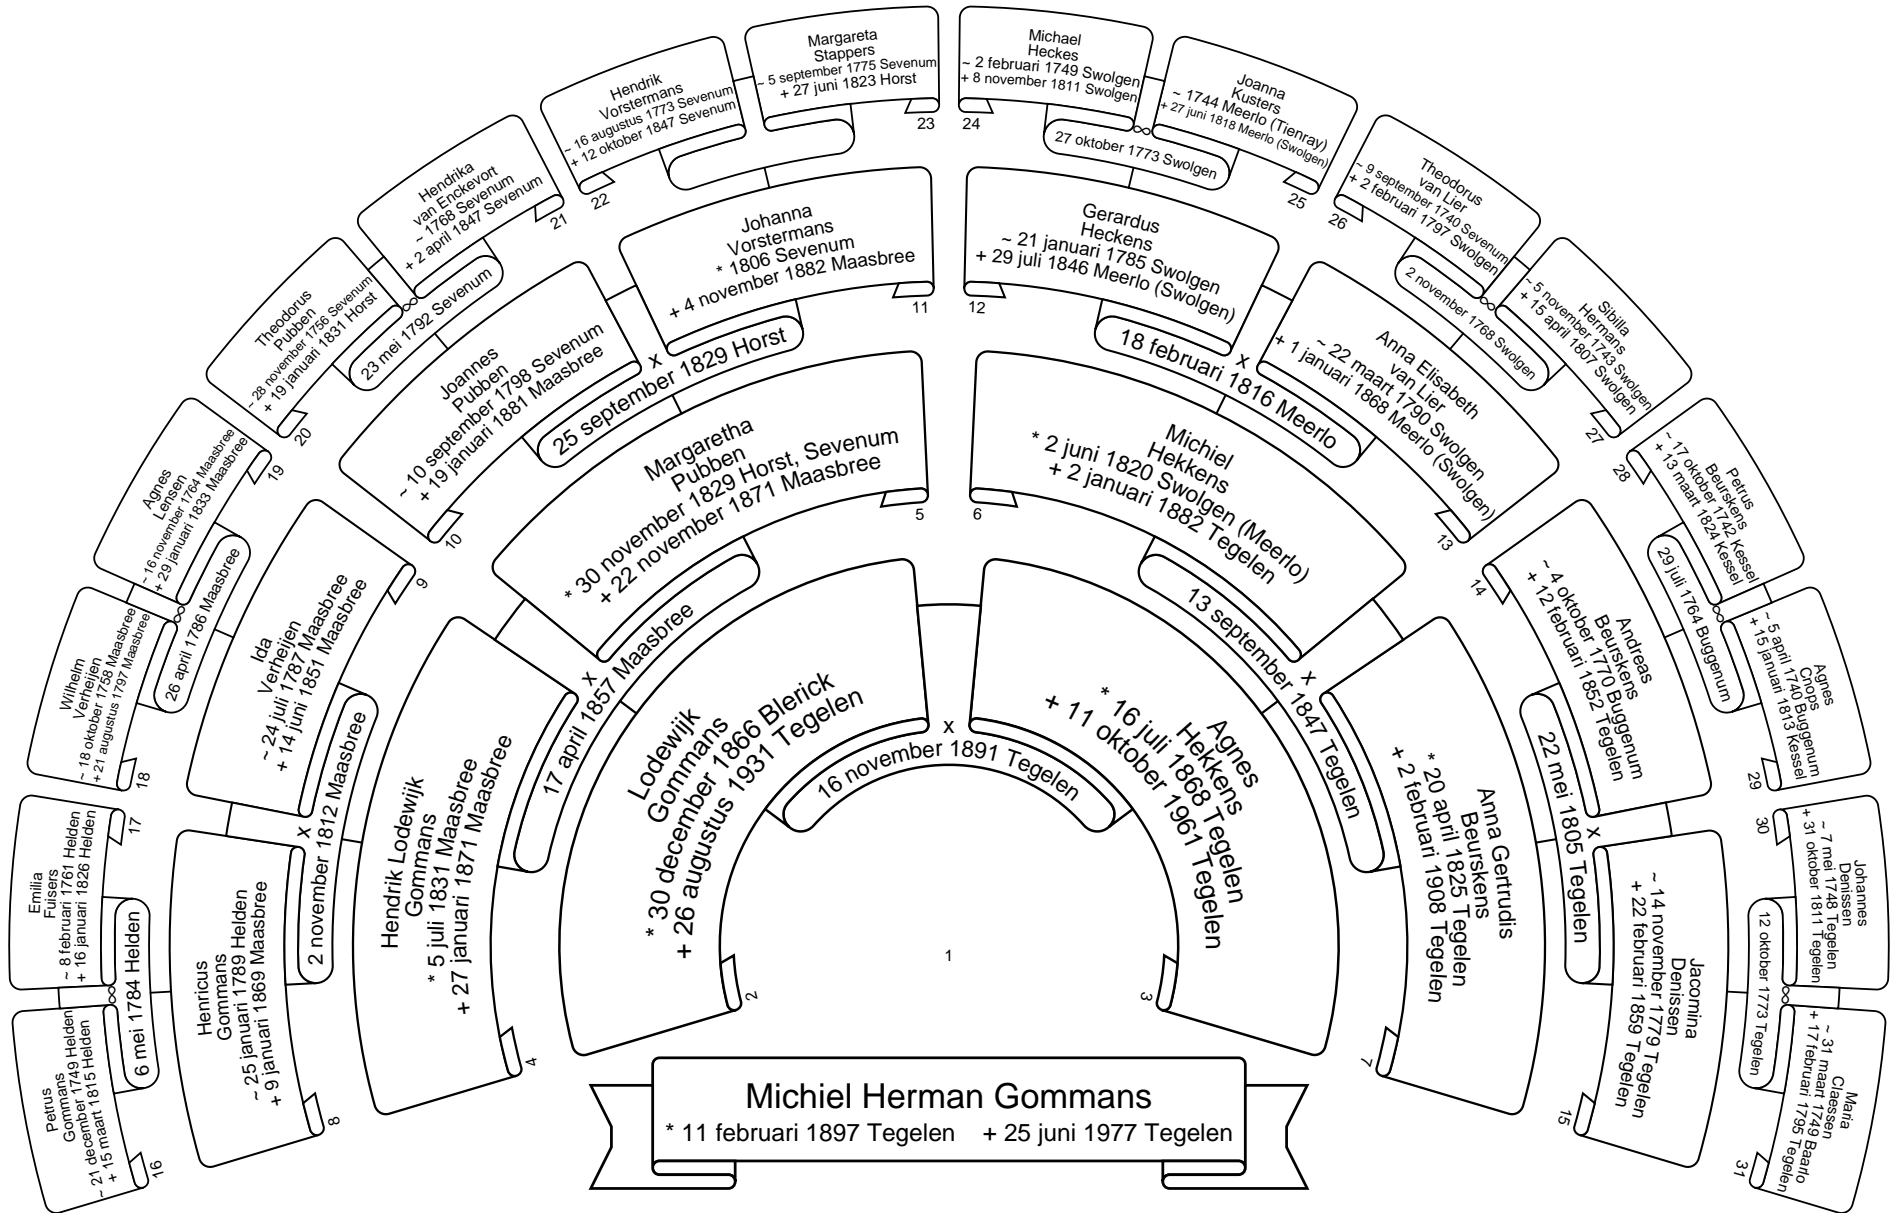 Margareta
Stappers
~ 5 september 1775 Sevenum
+ 27 juni 1823 Horst
23
Michael
Heckes
~ 2 februari 1749 Swolgen
+ 8 november 1811 Swolgen
24
Hendrik
Vorstermans
~ 16 augustus 1773 Sevenum
+ 12 oktober 1847 Sevenum
22
Joanna
Kusters
~ 1744 Meerlo (Tienray)
+ 27 juni 1818 Meerlo (Swolgen)
25
∞
27 oktober 1773 Swolgen
Hendrika
van Enckevort
~ 1768 Sevenum
+ 2 april 1847 Sevenum
21
Theodorus
van Lier
~ 9 september 1740 Sevenum
+ 2 februari 1797 Swolgen
26
Theodorus
Pubben
~ 28 november 1756 Sevenum
+ 19 januari 1831 Horst
20
∞
23 mei 1792 Sevenum
Sibilla
Hermans
~ 5 november 1743 Swolgen
+ 15 april 1807 Swolgen
27
∞
2 november 1768 Swolgen
Agnes
Lensen
~ 16 november 1764 Maasbree
+ 29 januari 1833 Maasbree
19
Petrus
Beurskens
~ 17 oktober 1742 Kessel
+ 13 maart 1824 Kessel
28
Wilhelm
Verheijen
~ 18 oktober 1758 Maasbree
+ 21 augustus 1797 Maasbree
18
∞
26 april 1786 Maasbree
Agnes
Cnops
~ 5 april 1740 Buggenum
+ 15 januari 1813 Kessel
29
∞
29 juli 1764 Buggenum
Emilia
Fuisers
~ 8 februari 1761 Helden
+ 16 januari 1826 Helden
17
Johannes
Denissen
~ 7 mei 1748 Tegelen
+ 31 oktober 1811 Tegelen
30
Petrus
Gommans
~ 21 december 1749 Helden
+ 15 maart 1815 Helden
16
∞
6 mei 1784 Helden
Maria
Claessen
~ 31 maart 1749 Baarlo
+ 17 februari 1795 Tegelen
31
∞
12 oktober 1773 Tegelen
Johanna
Vorstermans
* 1806 Sevenum
+ 4 november 1882 Maasbree
11
Gerardus
Heckens
~ 21 januari 1785 Swolgen
+ 29 juli 1846 Meerlo (Swolgen)
12
Joannes
Pubben
~ 10 september 1798 Sevenum
+ 19 januari 1881 Maasbree
10
x
25 september 1829 Horst
Anna Elisabeth
van Lier
~ 22 maart 1790 Swolgen
+ 1 januari 1868 Meerlo (Swolgen)
13
x
18 februari 1816 Meerlo
Ida
Verheijen
~ 24 juli 1787 Maasbree
+ 14 juni 1851 Maasbree
9
Andreas
Beurskens
~ 4 oktober 1770 Buggenum
+ 12 februari 1852 Tegelen
14
Henricus
Gommans
~ 25 januari 1789 Helden
+ 9 januari 1869 Maasbree
8
x
2 november 1812 Maasbree
Jacomina
Denissen
~ 14 november 1779 Tegelen
+ 22 februari 1859 Tegelen
15
x
22 mei 1805 Tegelen
Margaretha
Pubben
* 30 november 1829 Horst, Sevenum
+ 22 november 1871 Maasbree
5
Michiel
Hekkens
* 2 juni 1820 Swolgen (Meerlo)
+ 2 januari 1882 Tegelen
6
Hendrik Lodewijk
Gommans
* 5 juli 1831 Maasbree
+ 27 januari 1871 Maasbree
4
x
17 april 1857 Maasbree
Anna Gertrudis
Beurskens
* 20 april 1825 Tegelen
+ 2 februari 1908 Tegelen
7
x
13 september 1847 Tegelen
Lodewijk
Gommans
* 30 december 1866 Blerick
+ 26 augustus 1931 Tegelen
2
Agnes
Hekkens
* 16 juli 1868 Tegelen
+ 11 oktober 1961 Tegelen
3
x
16 november 1891 Tegelen
1
Michiel Herman Gommans
* 11 februari 1897 Tegelen + 25 juni 1977 Tegelen